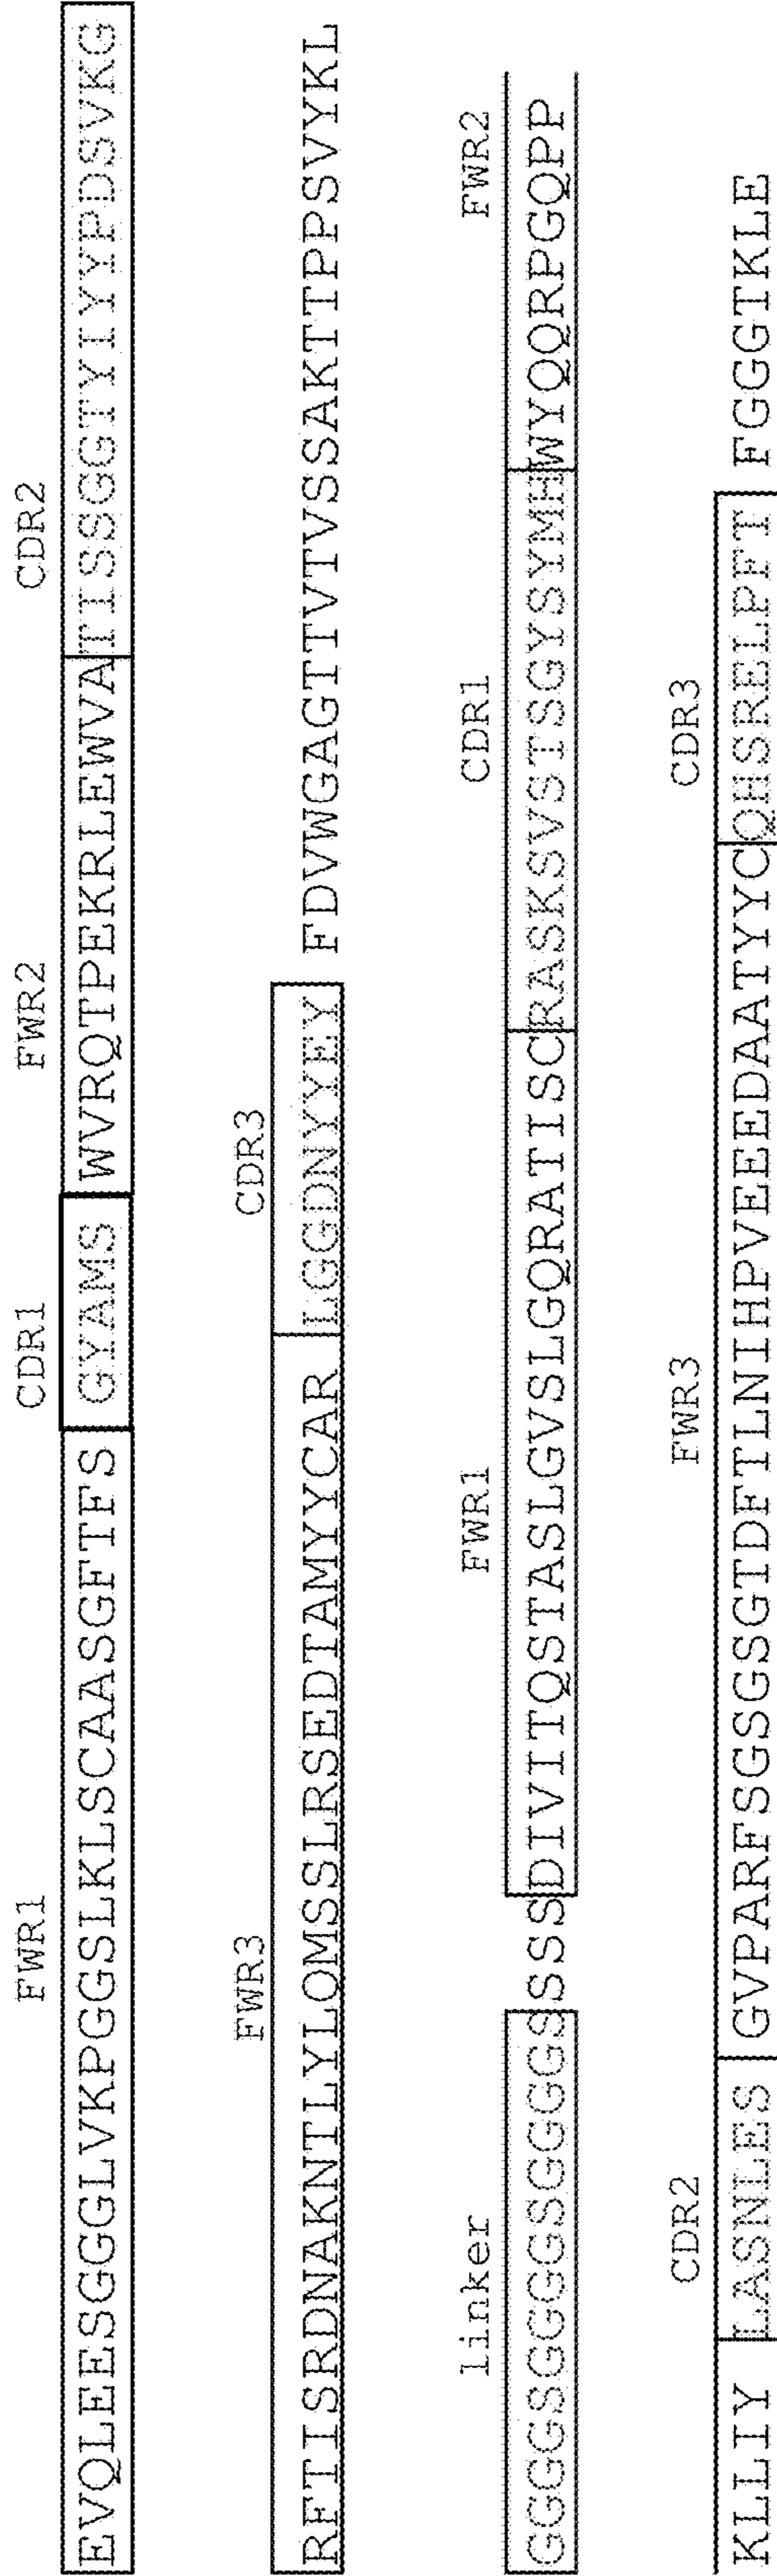 FWR1 CDR1 FWR2 CDR2
EVQLEESGGGLVKPGGSLKLSCAASGFTFS GYAMS WVRQTPEKRLEWVA TISSGGTYIYYPDSVKG
FWR3 CDR3
RFTISRDNAKNTLYLQMSSLRSEDTAMYYCAR LGGDNYYEY FDVWGAGTTVTVSSAKTTPPSVYKL
linker FWR1 CDR1 FWR2
GGGGSGGGGSGGGGSSSSDIVITQSTASLGVSLGQRATISCRASKSVSTSGYSYMHWYQQRPGQPP
CDR2 FWR3 CDR3
KLLIY LASNLES GVPARFSGSGSGTDFTLNIHPVEEEDAATYYCQHSRELPFT FGGGTKLE